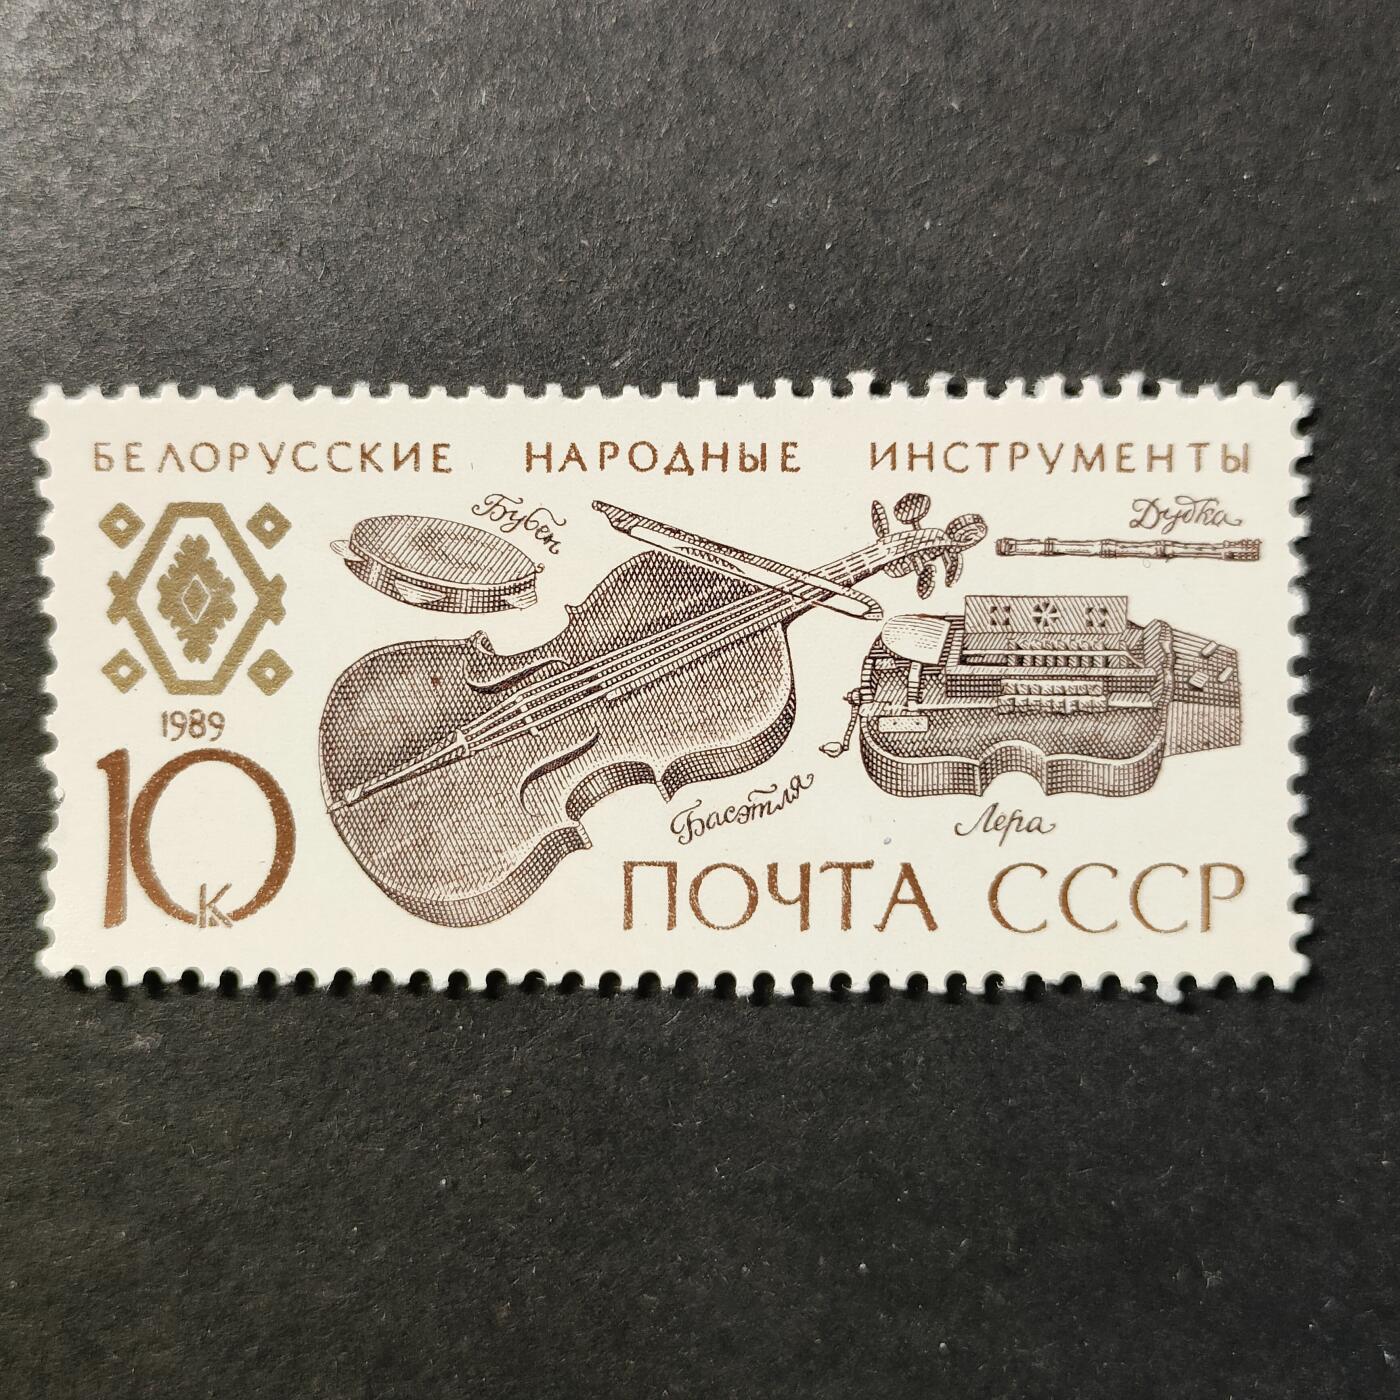 БЕЛОРУССКИЕ НАРОДНЫЕ ИНСТРУМЕНТЫ
Бубен
Дудка
1989
10
к
Басэтля
Лера
ПОЧТА СССР